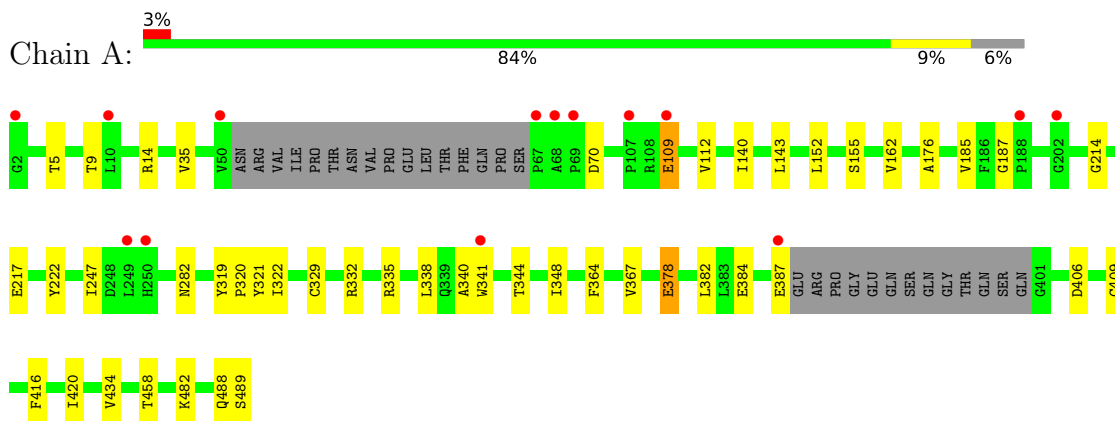 3%
Chain A:
84% 9% 6%
G2 T5 T9 L10 R14 V35 V50 ASN ARG VAL ILE PRO THR ASN VAL PRO GLU LEU THR PHE GLN PRO SER P67 A68 P69 D70 P107 R108 E109 V112 I140 L143 L152 S155 V162 A176 V185 F186 G187 P188 G202 G214
E217 Y222 I247 D248 L249 H250 N282 Y319 P320 Y321 I322 C329 R332 R335 L338 Q339 A340 W341 T344 I348 F364 V367 E378 L382 L383 E384 E387 GLU ARG PRO GLY GLU GLN SER GLN GLY THR GLN SER GLN G401 D406
F416 I420 V434 T458 K482 Q488 S489